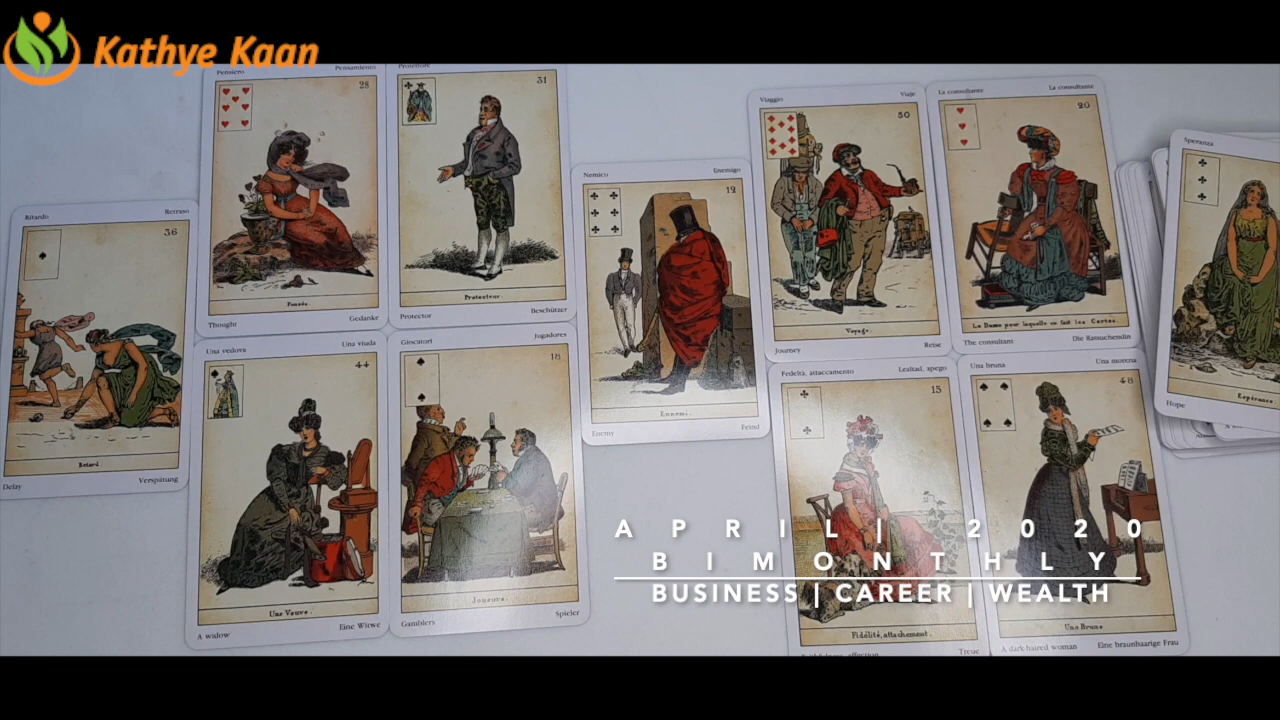 Kathye Kaan
Pensiero Pensamiento
28
Pensée.
Thought Gedanke
Protettore
31
Protecteur.
Protector Beschützer
Ritardo Retraso
36
Retard.
Delay Verspätung
Una vedova Una viuda
44
Une Veuve.
A widow Eine Witwe
Giocatori Jugadores
18
Joueurs.
Gamblers Spieler
Nemico Enemigo
12
Ennemi.
Enemy Feind
Viaggio Viaje
50
Voyage.
Journey Reise
La consultante La consultante
20
La Dame pour laquelle on fait les Cartes.
The consultant Die Ratsuchendin
Fedeltà, attaccamento Lealtad, apego
15
Fidélité, attachement.
Treue
Una bruna Una morena
48
Une Brune
A dark-haired woman Eine braunhaarige Frau
Speranza
Espérance.
Hope
APRIL | 2020
BIMONTHLY
BUSINESS | CAREER | WEALTH